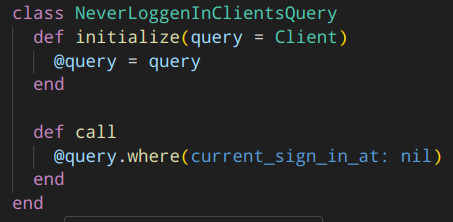 class NeverLoggenInClientsQuery
  def initialize(query = Client)
    @query = query
  end

  def call
    @query.where(current_sign_in_at: nil)
  end
end